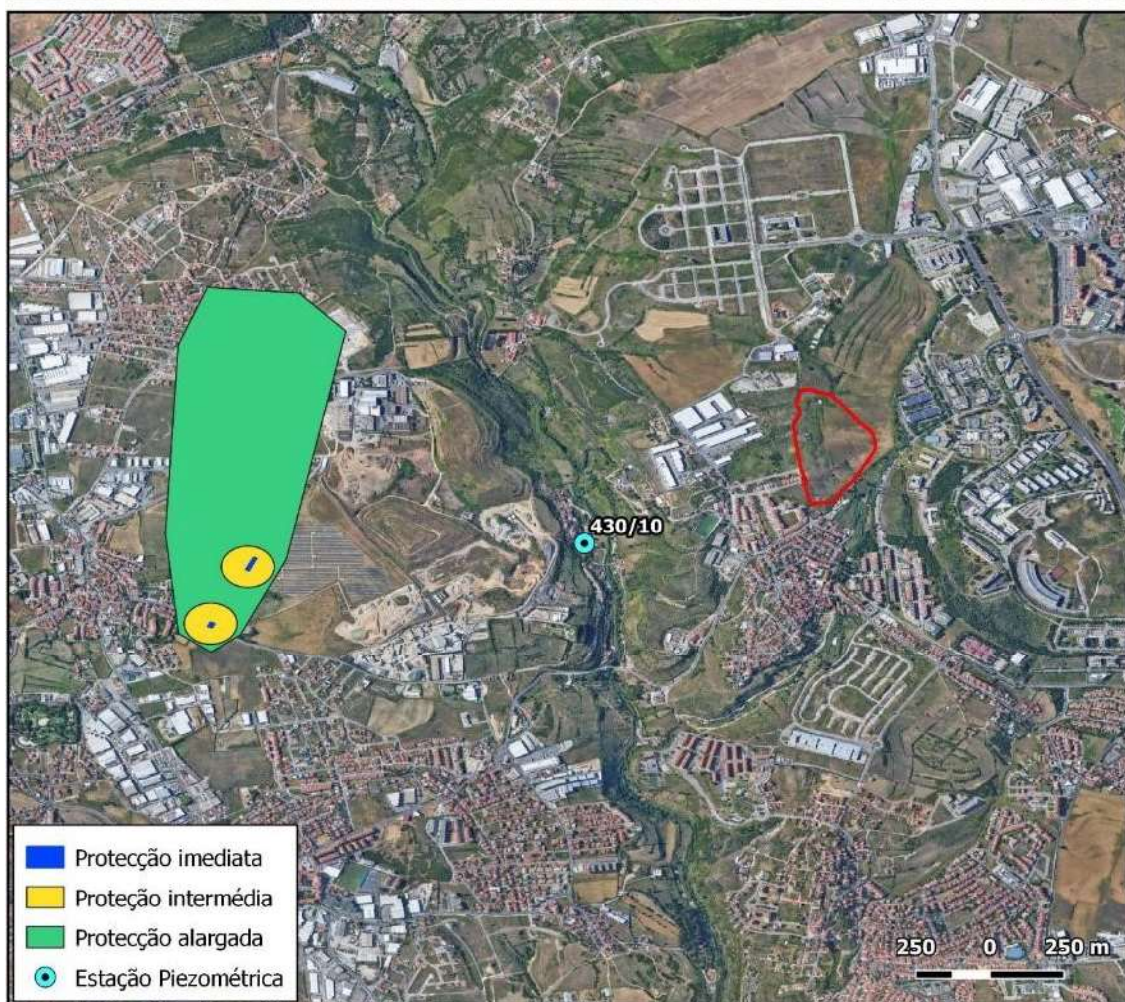 430/10
Protecção imediata
Proteção intermédia
Protecção alargada
Estação Piezométrica
250 0 250 m